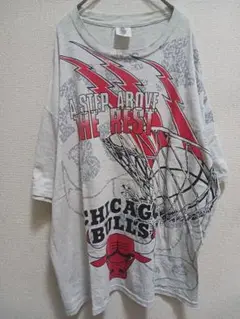 A STEP ABOVE
THE REST
CHICAGO
BULLS